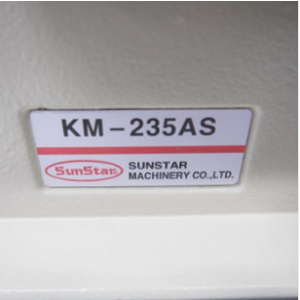 KM-235AS
SunStar
SUNSTAR
MACHINERY CO.,LTD.